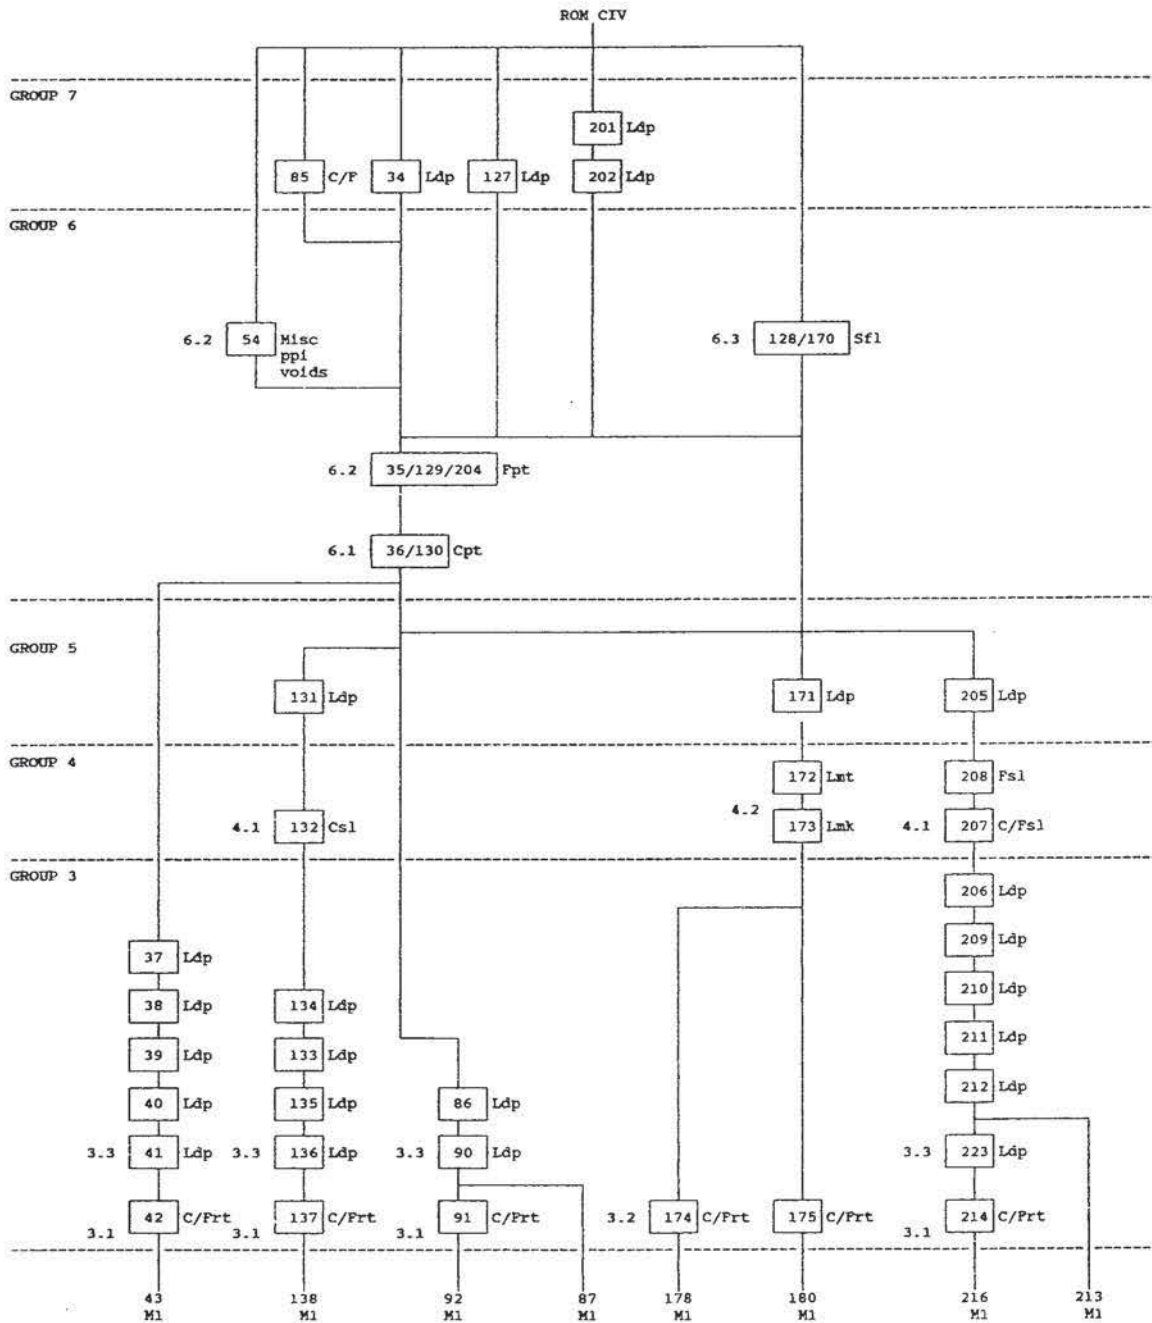 ROM CIV
GROUP 7
201 Ldp
85 C/F 34 Ldp 127 Ldp 202 Ldp
GROUP 6
6.2 54 Misc 6.3 128/170 Sfl
ppi
voids
6.2 35/129/204 Fpt
6.1 36/130 Cpt
GROUP 5
131 Ldp 171 Ldp 205 Ldp
GROUP 4
172 Lmt 208 Fsl
4.2
4.1 132 Csl 173 Lmk 4.1 207 C/Fsl
GROUP 3
206 Ldp
209 Ldp
37 Ldp
210 Ldp
38 Ldp 134 Ldp
211 Ldp
39 Ldp 133 Ldp
212 Ldp
40 Ldp 135 Ldp 86 Ldp
3.3 41 Ldp 3.3 136 Ldp 3.3 90 Ldp 3.3 223 Ldp
42 C/Frt 137 C/Frt 91 C/Frt 3.2 174 C/Frt 175 C/Frt 214 C/Frt
3.1 3.1 3.1 3.1
43 138 92 87 178 180 216 213
M1 M1 M1 M1 M1 M1 M1 M1